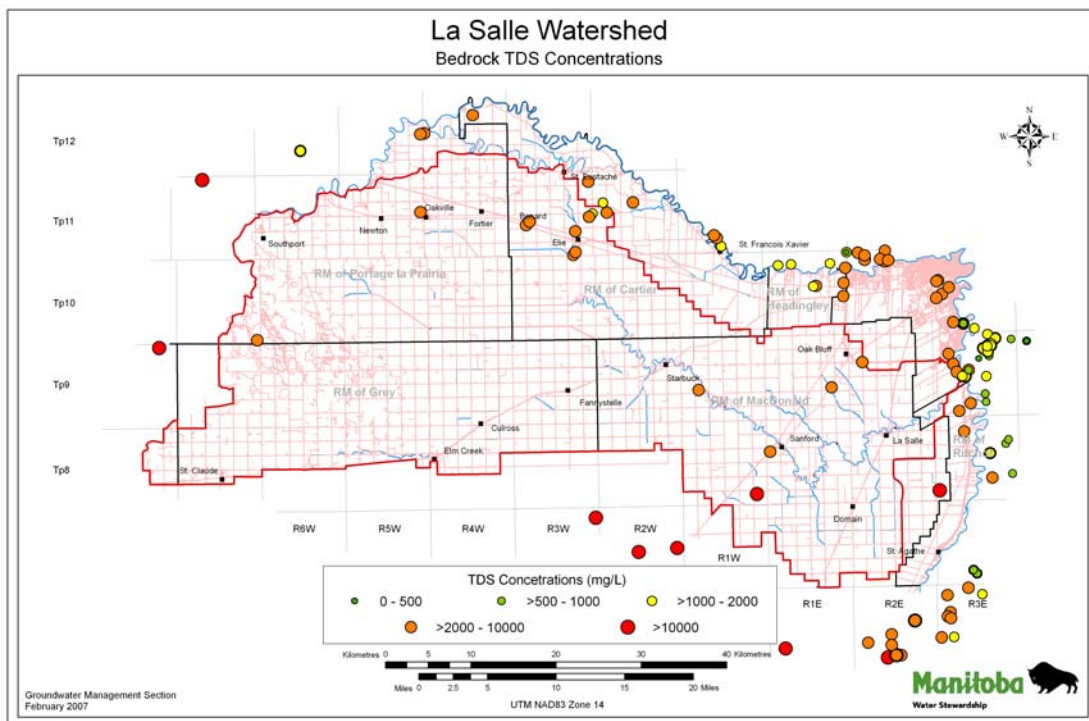 La Salle Watershed
Bedrock TDS Concentrations
N
W E
S
Tp12
Tp11
Tp10
Tp9
Tp8
St. Eustache
Oakville
Newton
Fortier
Benard
Elie
Southport
St. Francois Xavier
RM of Portage la Prairie
RM of Cartier
RM of
Headingley
Oak Bluff
Starbuck
RM of Grey
Fannystelle
RM of MacDonald
Culross
Sanford
La Salle
RM of
Elm Creek
St. Claude
Domain
St. Agathe
R6W
R5W
R4W
R3W
R2W
R1W
R1E
R2E
R3E
TDS Concetrations (mg/L)
0 - 500
>500 - 1000
>1000 - 2000
>2000 - 10000
>10000
Kilometres 0 5 10 20 30 40 Kilometres
Miles 0 2.5 5 10 15 20 Miles
UTM NAD83 Zone 14
Groundwater Management Section
February 2007
Manitoba
Water Stewardship